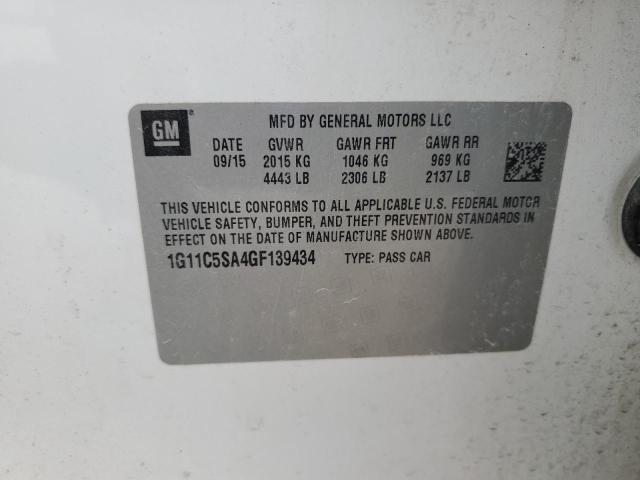 GM
MFD BY GENERAL MOTORS LLC
DATE GVWR GAWR FRT GAWR RR
09/15 2015 KG 1046 KG 969 KG
4443 LB 2306 LB 2137 LB
THIS VEHICLE CONFORMS TO ALL APPLICABLE U.S. FEDERAL MOTOR
VEHICLE SAFETY, BUMPER, AND THEFT PREVENTION STANDARDS IN
EFFECT ON THE DATE OF MANUFACTURE SHOWN ABOVE.
1G11C5SA4GF139434 TYPE: PASS CAR